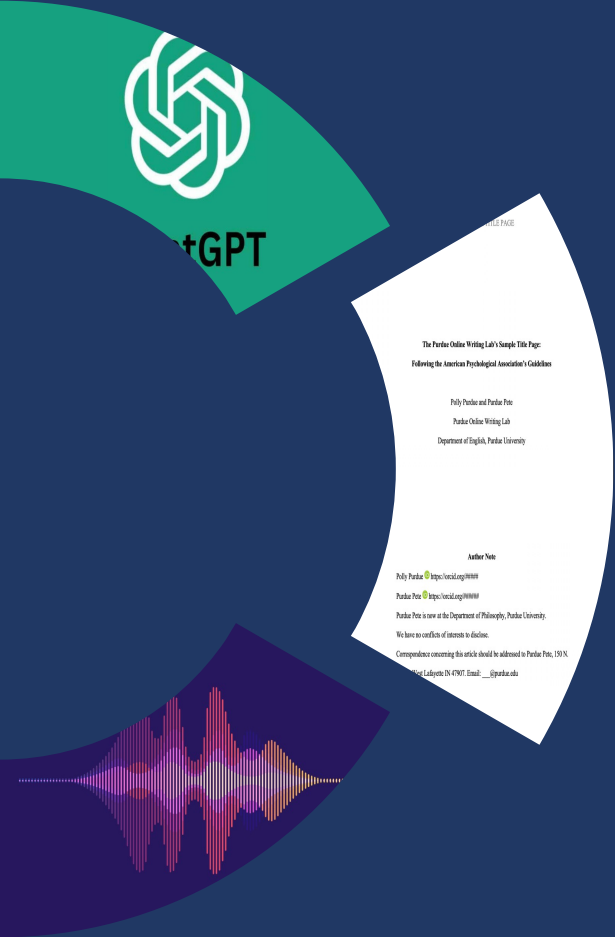 tGPT
TLE PAGE
The Purdue Online Writing Lab's Sample Title Page:
Following the American Psychological Association's Guidelines
Polly Purdue and Purdue Pete
Purdue Online Writing Lab
Department of English, Purdue University
Author Note
Polly Purdue https://orcid.org/####
Purdue Pete https://orcid.org/#####
Purdue Pete is now at the Department of Philosophy, Purdue University.
We have no conflicts of interests to disclose.
Correspondence concerning this article should be addressed to Purdue Pete, 150 N.
West Lafayette IN 47907. Email: ___@purdue.edu